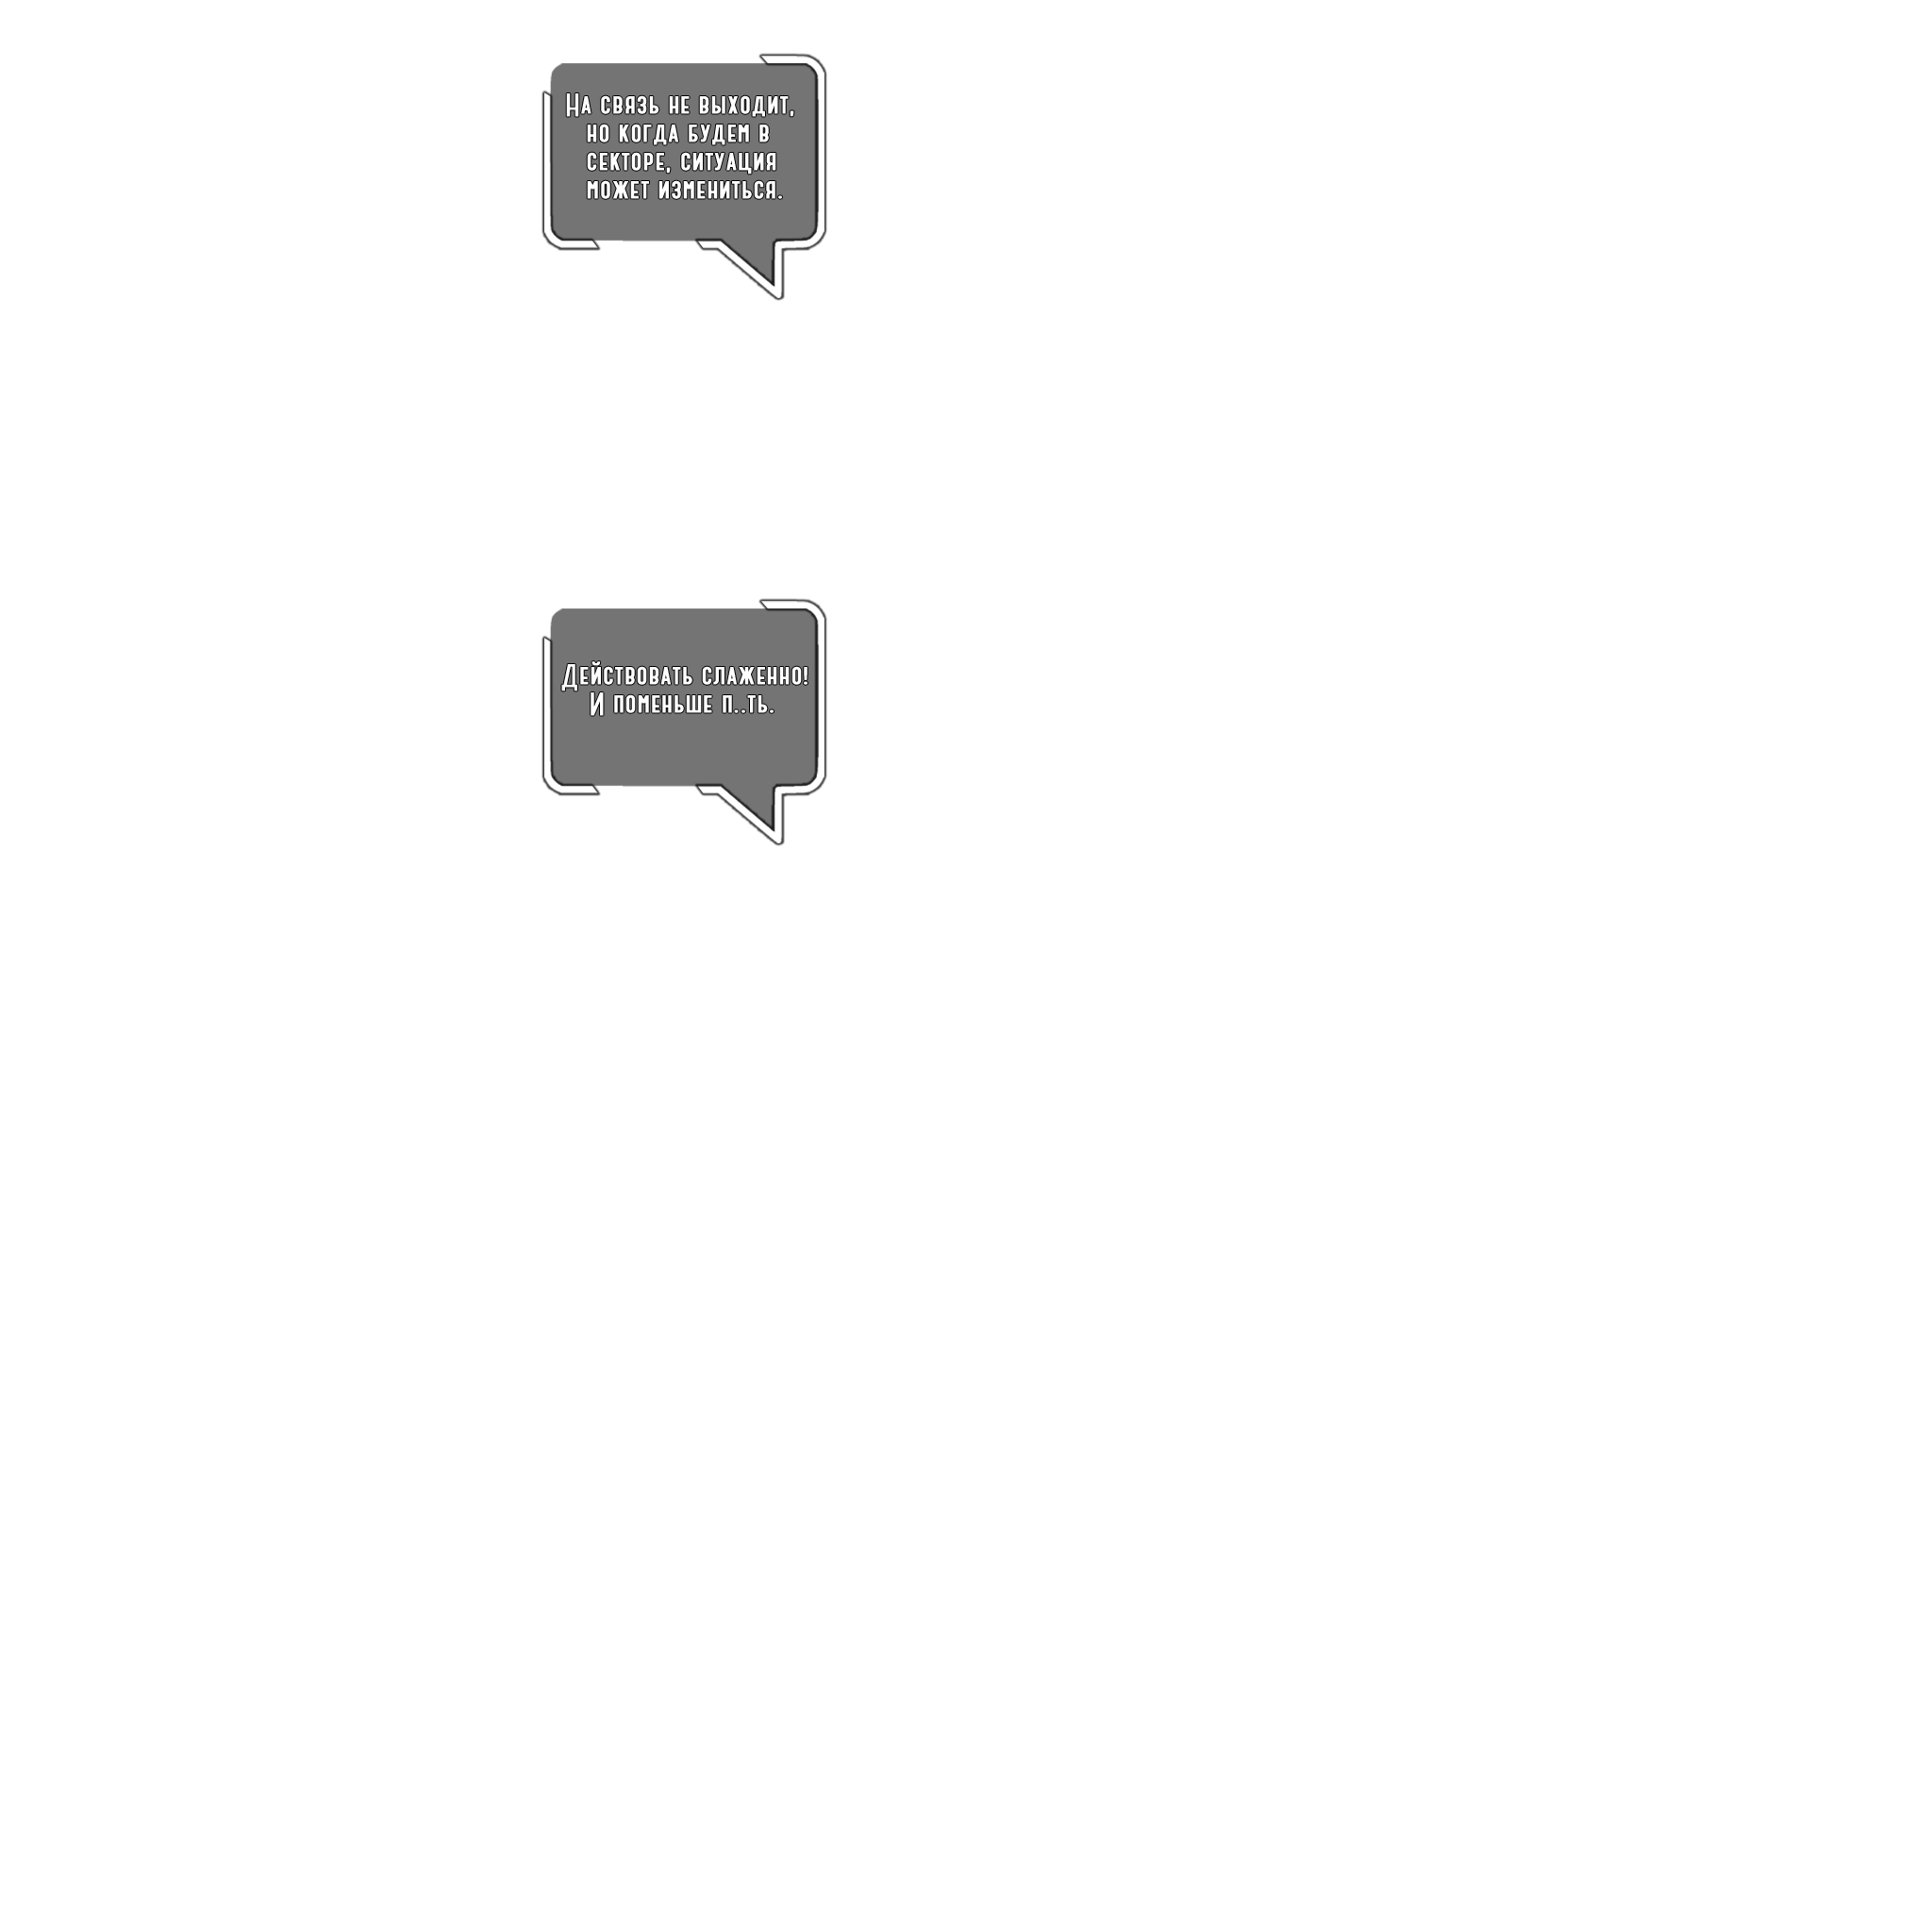 На связь не выходит,
но когда будем в
секторе, ситуация
может измениться.
Действовать слаженно!
И поменьше п..ть.